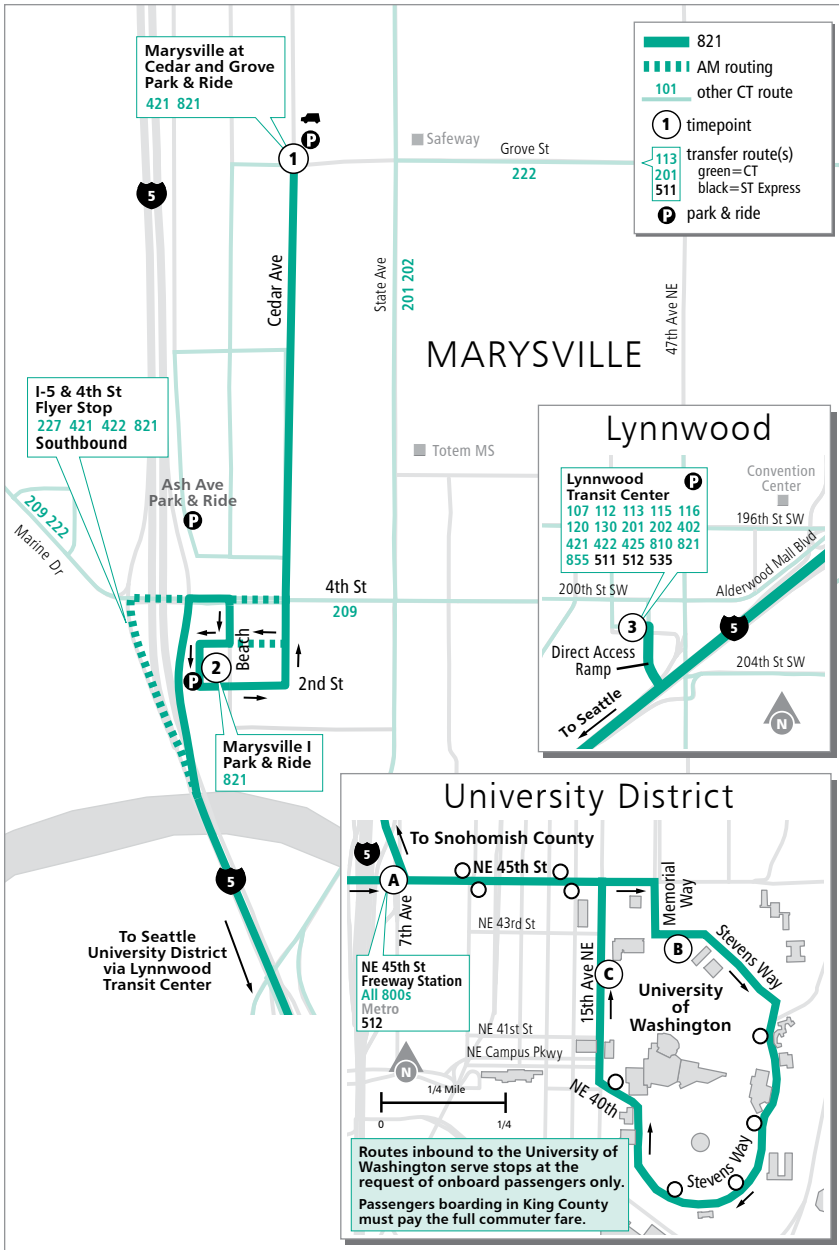 Marysville at
Cedar and Grove
Park & Ride
421 821
P
1
5
Safeway
Grove St
222
821
AM routing
101
other CT route
1
timepoint
113
201
511
transfer route(s)
green=CT
black=ST Express
P
park & ride
Cedar Ave
State Ave
201 202
47th Ave NE
MARYSVILLE
I-5 & 4th St
Flyer Stop
227 421 422 821
Southbound
Ash Ave
Park & Ride
P
Totem MS
209 222
Marine Dr
4th St
209
Beach
2
P
2nd St
Marysville I
Park & Ride
821
5
To Seattle
University District
via Lynnwood
Transit Center
Lynnwood
Lynnwood
Transit Center
P
107 112 113 115 116
120 130 201 202 402
421 422 425 810 821
855 511 512 535
Convention
Center
196th St SW
Alderwood Mall Blvd
200th St SW
3
5
Direct Access
Ramp
204th St SW
To Seattle
N
University District
To Snohomish County
5
NE 45th St
A
7th Ave
NE 43rd St
Memorial
Way
Stevens Way
B
C
15th Ave NE
NE 45th St
Freeway Station
All 800s
Metro
512
University
of
Washington
NE 41st St
NE Campus Pkwy
N
NE 40th
1/4 Mile
0
1/4
Stevens Way
Routes inbound to the University of
Washington serve stops at the
request of onboard passengers only.
Passengers boarding in King County
must pay the full commuter fare.